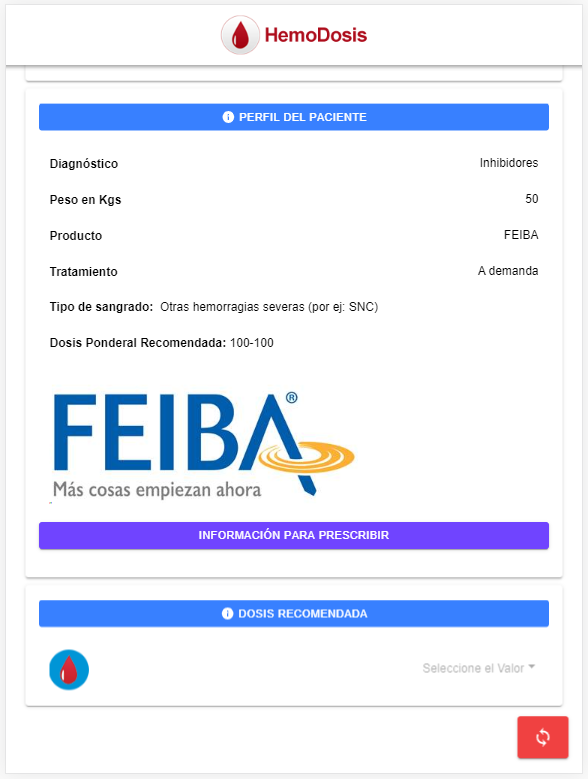 HemoDosis
PERFIL DEL PACIENTE
Diagnóstico Inhibidores
Peso en Kgs 50
Producto FEIBA
Tratamiento A demanda
Tipo de sangrado: Otras hemorragias severas (por ej: SNC)
Dosis Ponderal Recomendada: 100-100
FEIBA®
Más cosas empiezan ahora
INFORMACIÓN PARA PRESCRIBIR
DOSIS RECOMENDADA
Seleccione el Valor